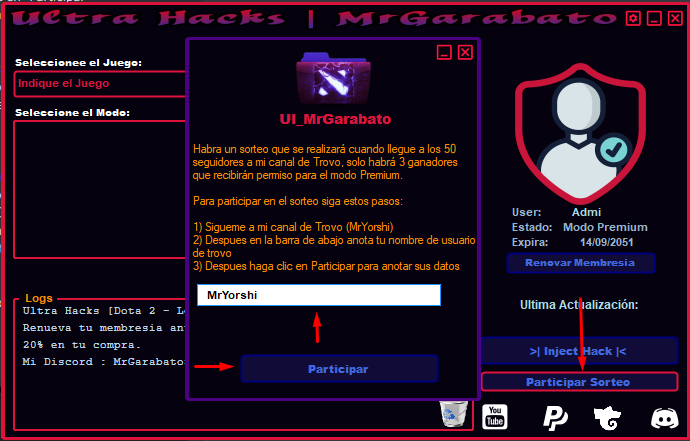 Ultra Hacks | MrGarabato
Seleccionee el Juego:
Indique el Juego
Seleccione el Modo:
UI_MrGarabato
Habra un sorteo que se realizará cuando llegue a los 50
seguidores a mi canal de Trovo, solo habrá 3 ganadores
que recibirán permiso para el modo Premium.
Para participar en el sorteo siga estos pasos:
1) Sigueme a mi canal de Trovo (MrYorshi)
2) Despues en la barra de abajo anota tu nombre de usuario
de trovo
3) Despues haga clic en Participar para anotar sus datos
MrYorshi
Participar
User: Admi
Estado: Modo Premium
Expira: 14/09/2051
Renovar Membresia
Ultima Actualización:
>| Inject Hack |<
Participar Sorteo
Logs
Ultra Hacks [Dota 2 - L
Renueva tu membresia an
20% en tu compra.
Mi Discord : MrGarabato
You
Tube